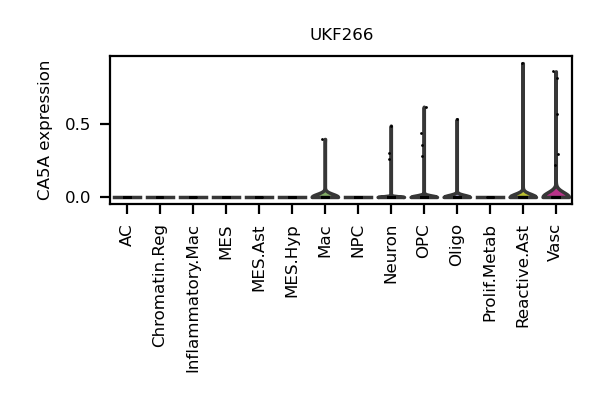 UKF266
CA5A expression
0.5
0.0
AC
Chromatin.Reg
Inflammatory.Mac
MES
MES.Ast
MES.Hyp
Mac
NPC
Neuron
OPC
Oligo
Prolif.Metab
Reactive.Ast
Vasc